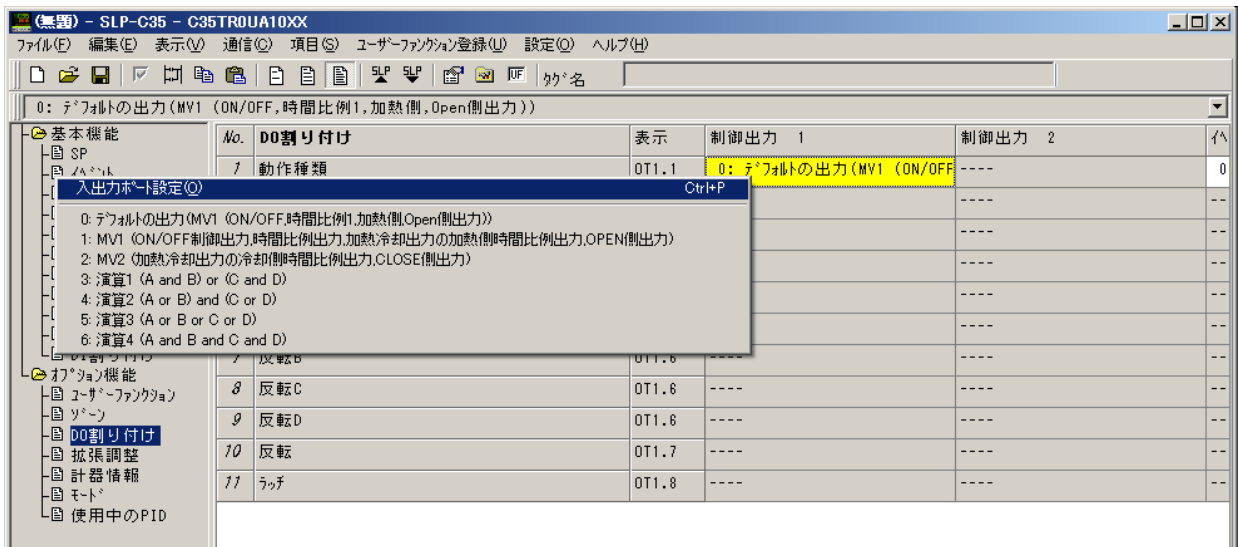 (無題) - SLP-C35 - C35TR0UA10XX
ファイル(F) 編集(E) 表示(V) 通信(C) 項目(S) ユーザーファンクション登録(U) 設定(O) ヘルプ(H)
SLP SLP UF タグ名
0: デフォルトの出力(MV1 (ON/OFF,時間比例1,加熱側,Open側出力))
基本機能
SP
イベント
DI割り付け
オプション機能
ユーザーファンクション
ゾーン
DO割り付け
拡張調整
計器情報
モード
使用中のPID
No. DO割り付け 表示 制御出力 1 制御出力 2 イベ
1 動作種類 OT1.1 0: デフォルトの出力(MV1 (ON/OFF ---- 0
---- --
---- --
---- --
---- --
---- --
7 反転B OT1.6 ---- ---- --
8 反転C OT1.6 ---- ---- --
9 反転D OT1.6 ---- ---- --
10 反転 OT1.7 ---- ---- --
11 ラッチ OT1.8 ---- ---- --
入出力ポート設定(O) Ctrl+P
0: デフォルトの出力(MV1 (ON/OFF,時間比例1,加熱側,Open側出力))
1: MV1 (ON/OFF制御出力,時間比例出力,加熱冷却出力の加熱側時間比例出力,OPEN側出力)
2: MV2 (加熱冷却出力の冷却側時間比例出力,CLOSE側出力)
3: 演算1 (A and B) or (C and D)
4: 演算2 (A or B) and (C or D)
5: 演算3 (A or B or C or D)
6: 演算4 (A and B and C and D)